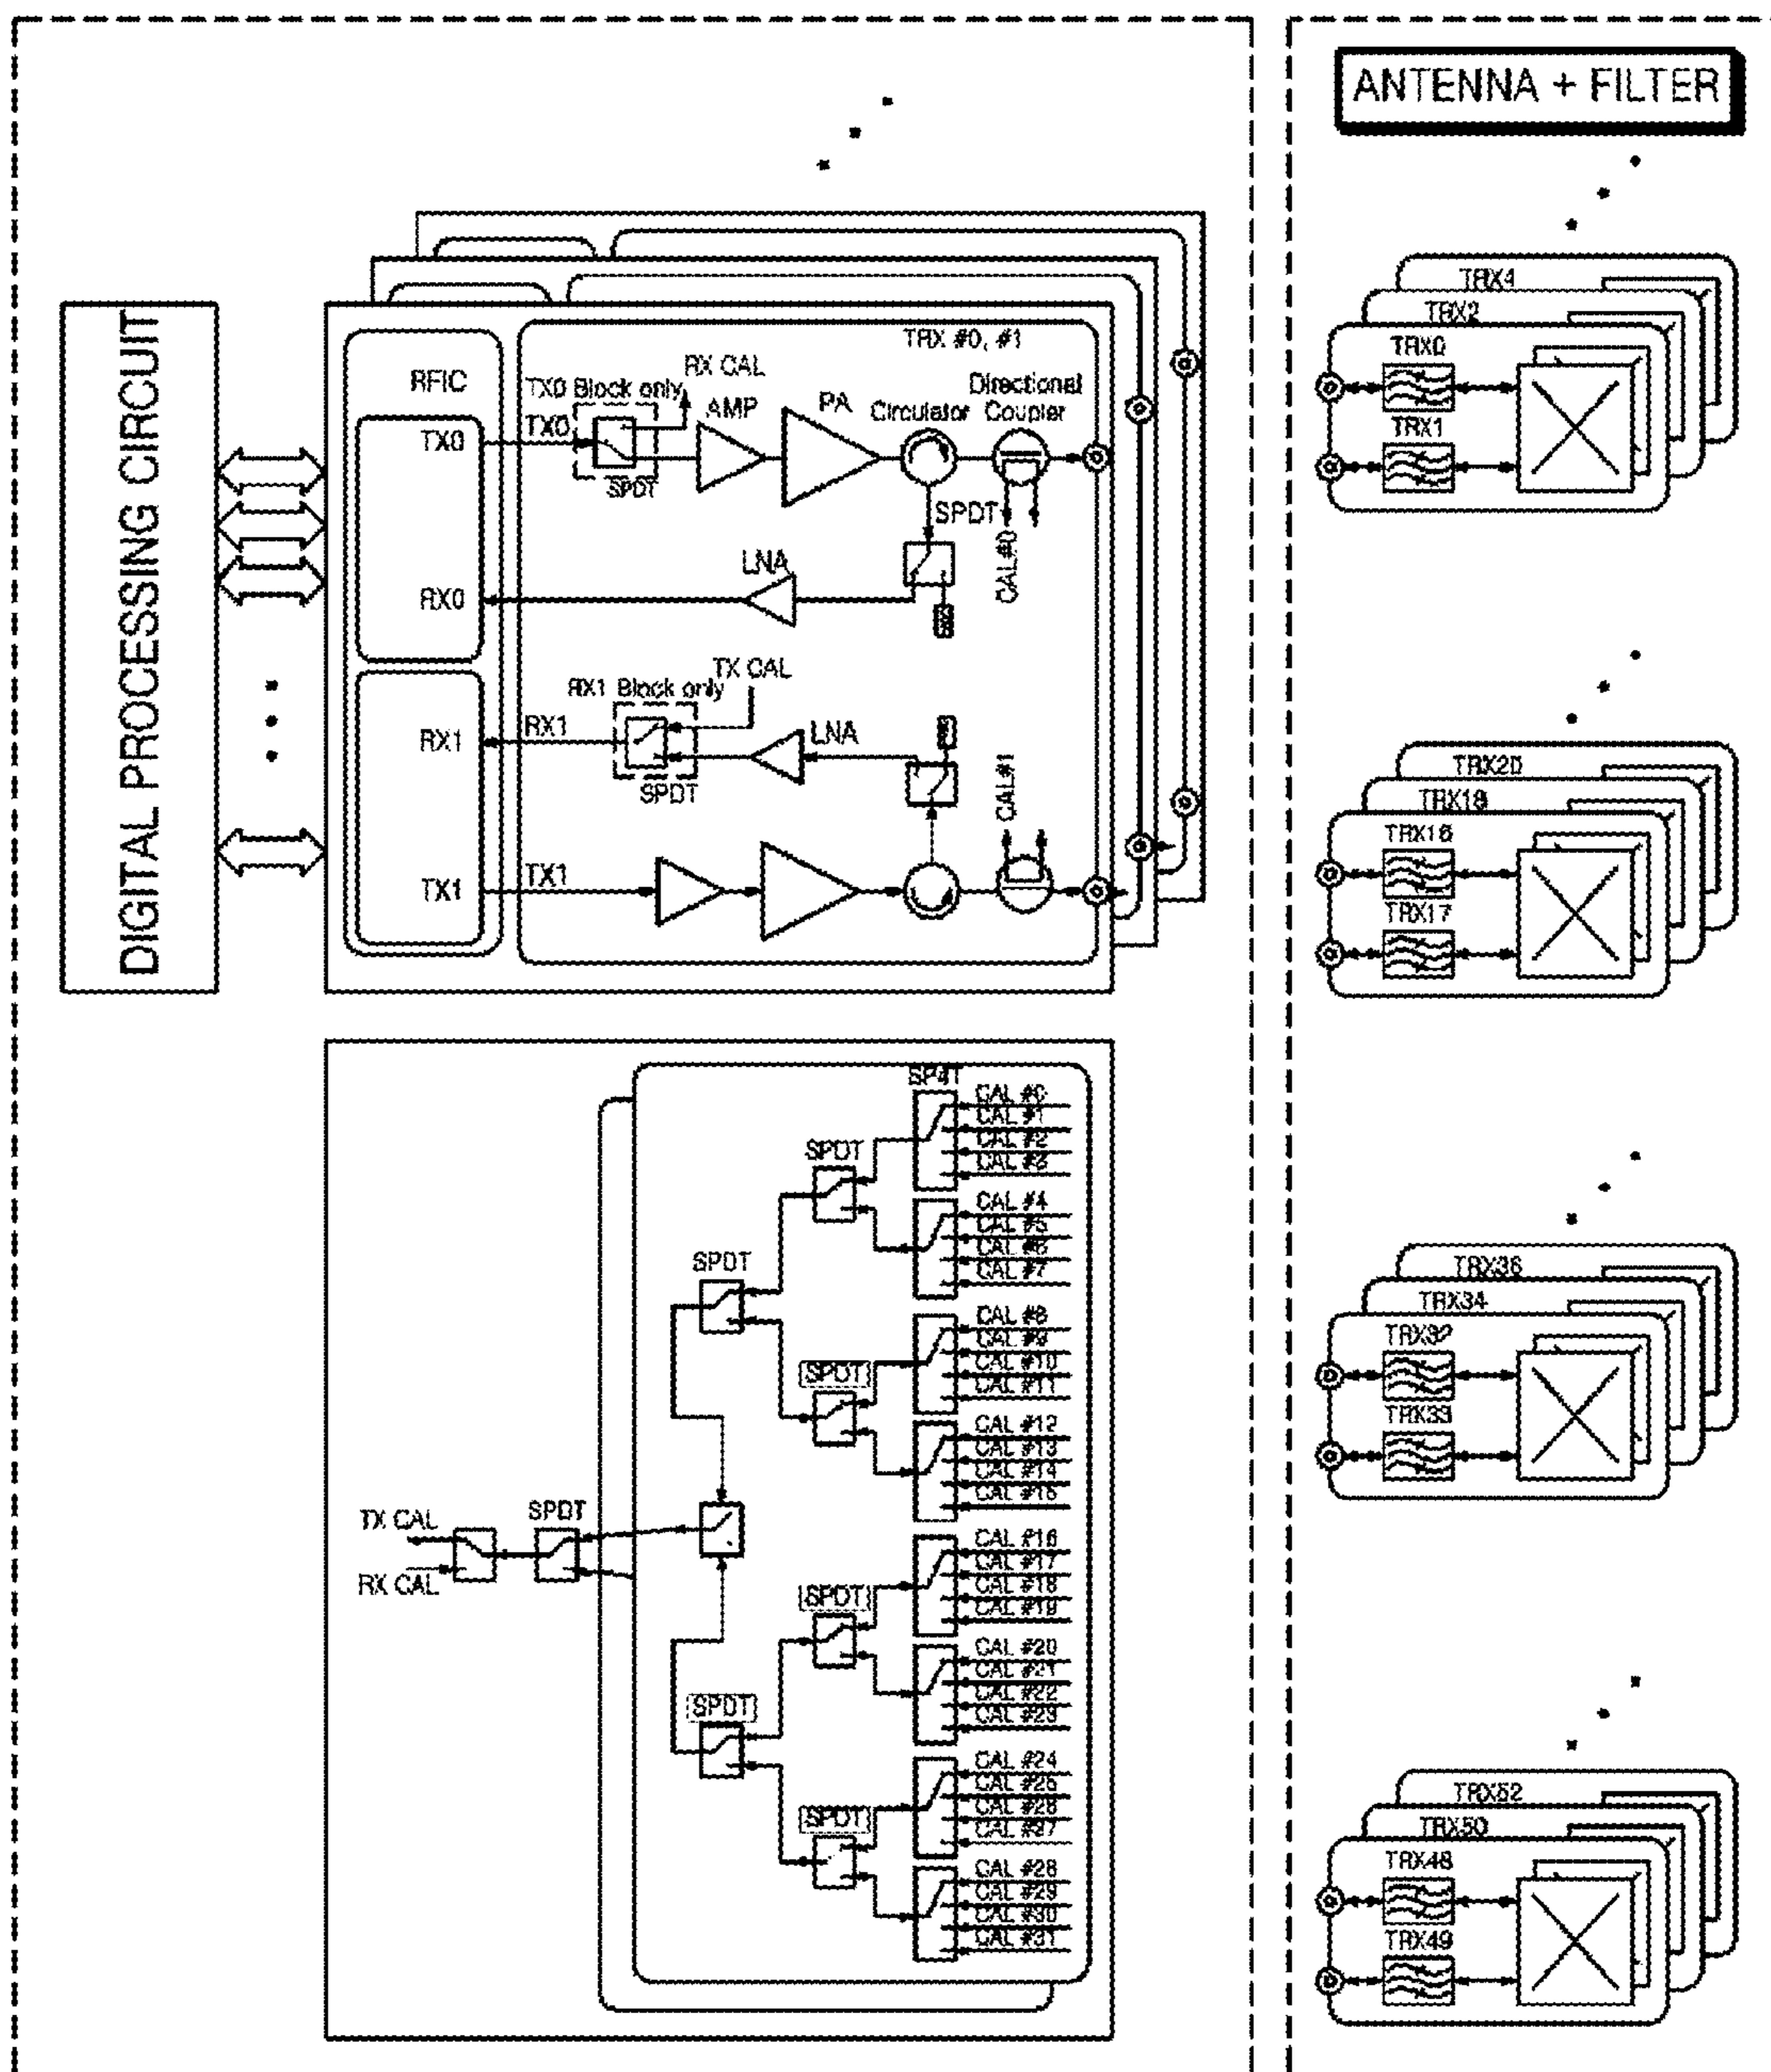 ANTENNA + FILTER
DIGITAL PROCESSING CIRCUIT
RFIC
TX0
RX0
RX1
TX1
TRX #0, #1
TX0 Block only
TX0
SPDT
RX CAL
AMP
PA
Circulator
Directional
Coupler
SPDT
CAL#0
LNA
TX CAL
RX1 Block only
RX1
SPDT
LNA
CAL#1
TX1
TRX4
TRX2
TRX0
TRX1
TRX20
TRX18
TRX16
TRX17
TRX36
TRX34
TRX32
TRX33
TRX52
TRX50
TRX48
TRX49
SP4T
CAL #0
CAL #1
CAL #2
CAL #3
CAL #4
CAL #5
CAL #6
CAL #7
CAL #8
CAL #9
CAL #10
CAL #11
CAL #12
CAL #13
CAL #14
CAL #15
CAL #16
CAL #17
CAL #18
CAL #19
CAL #20
CAL #21
CAL #22
CAL #23
CAL #24
CAL #25
CAL #26
CAL #27
CAL #28
CAL #29
CAL #30
CAL #31
SPDT
SPDT
SPDT
SPDT
SPDT
SPDT
SPDT
TX CAL
RX CAL